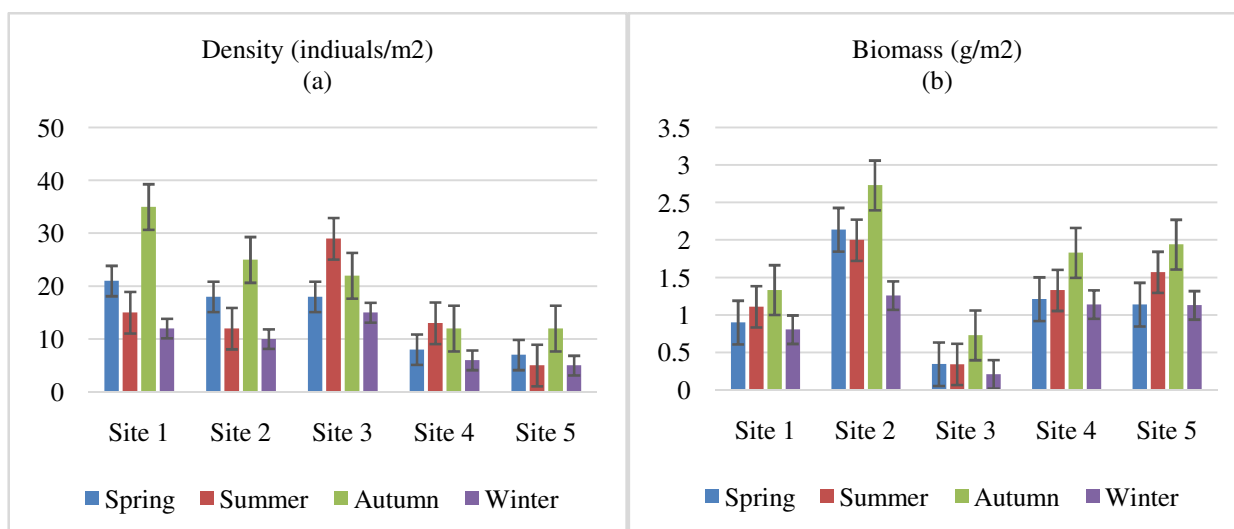 Density (indiuals/m2)
(a)
50
40
30
20
10
0
Site 1 Site 2 Site 3 Site 4 Site 5
Spring Summer Autumn Winter
Biomass (g/m2)
(b)
3.5
3
2.5
2
1.5
1
0.5
0
Site 1 Site 2 Site 3 Site 4 Site 5
Spring Summer Autumn Winter